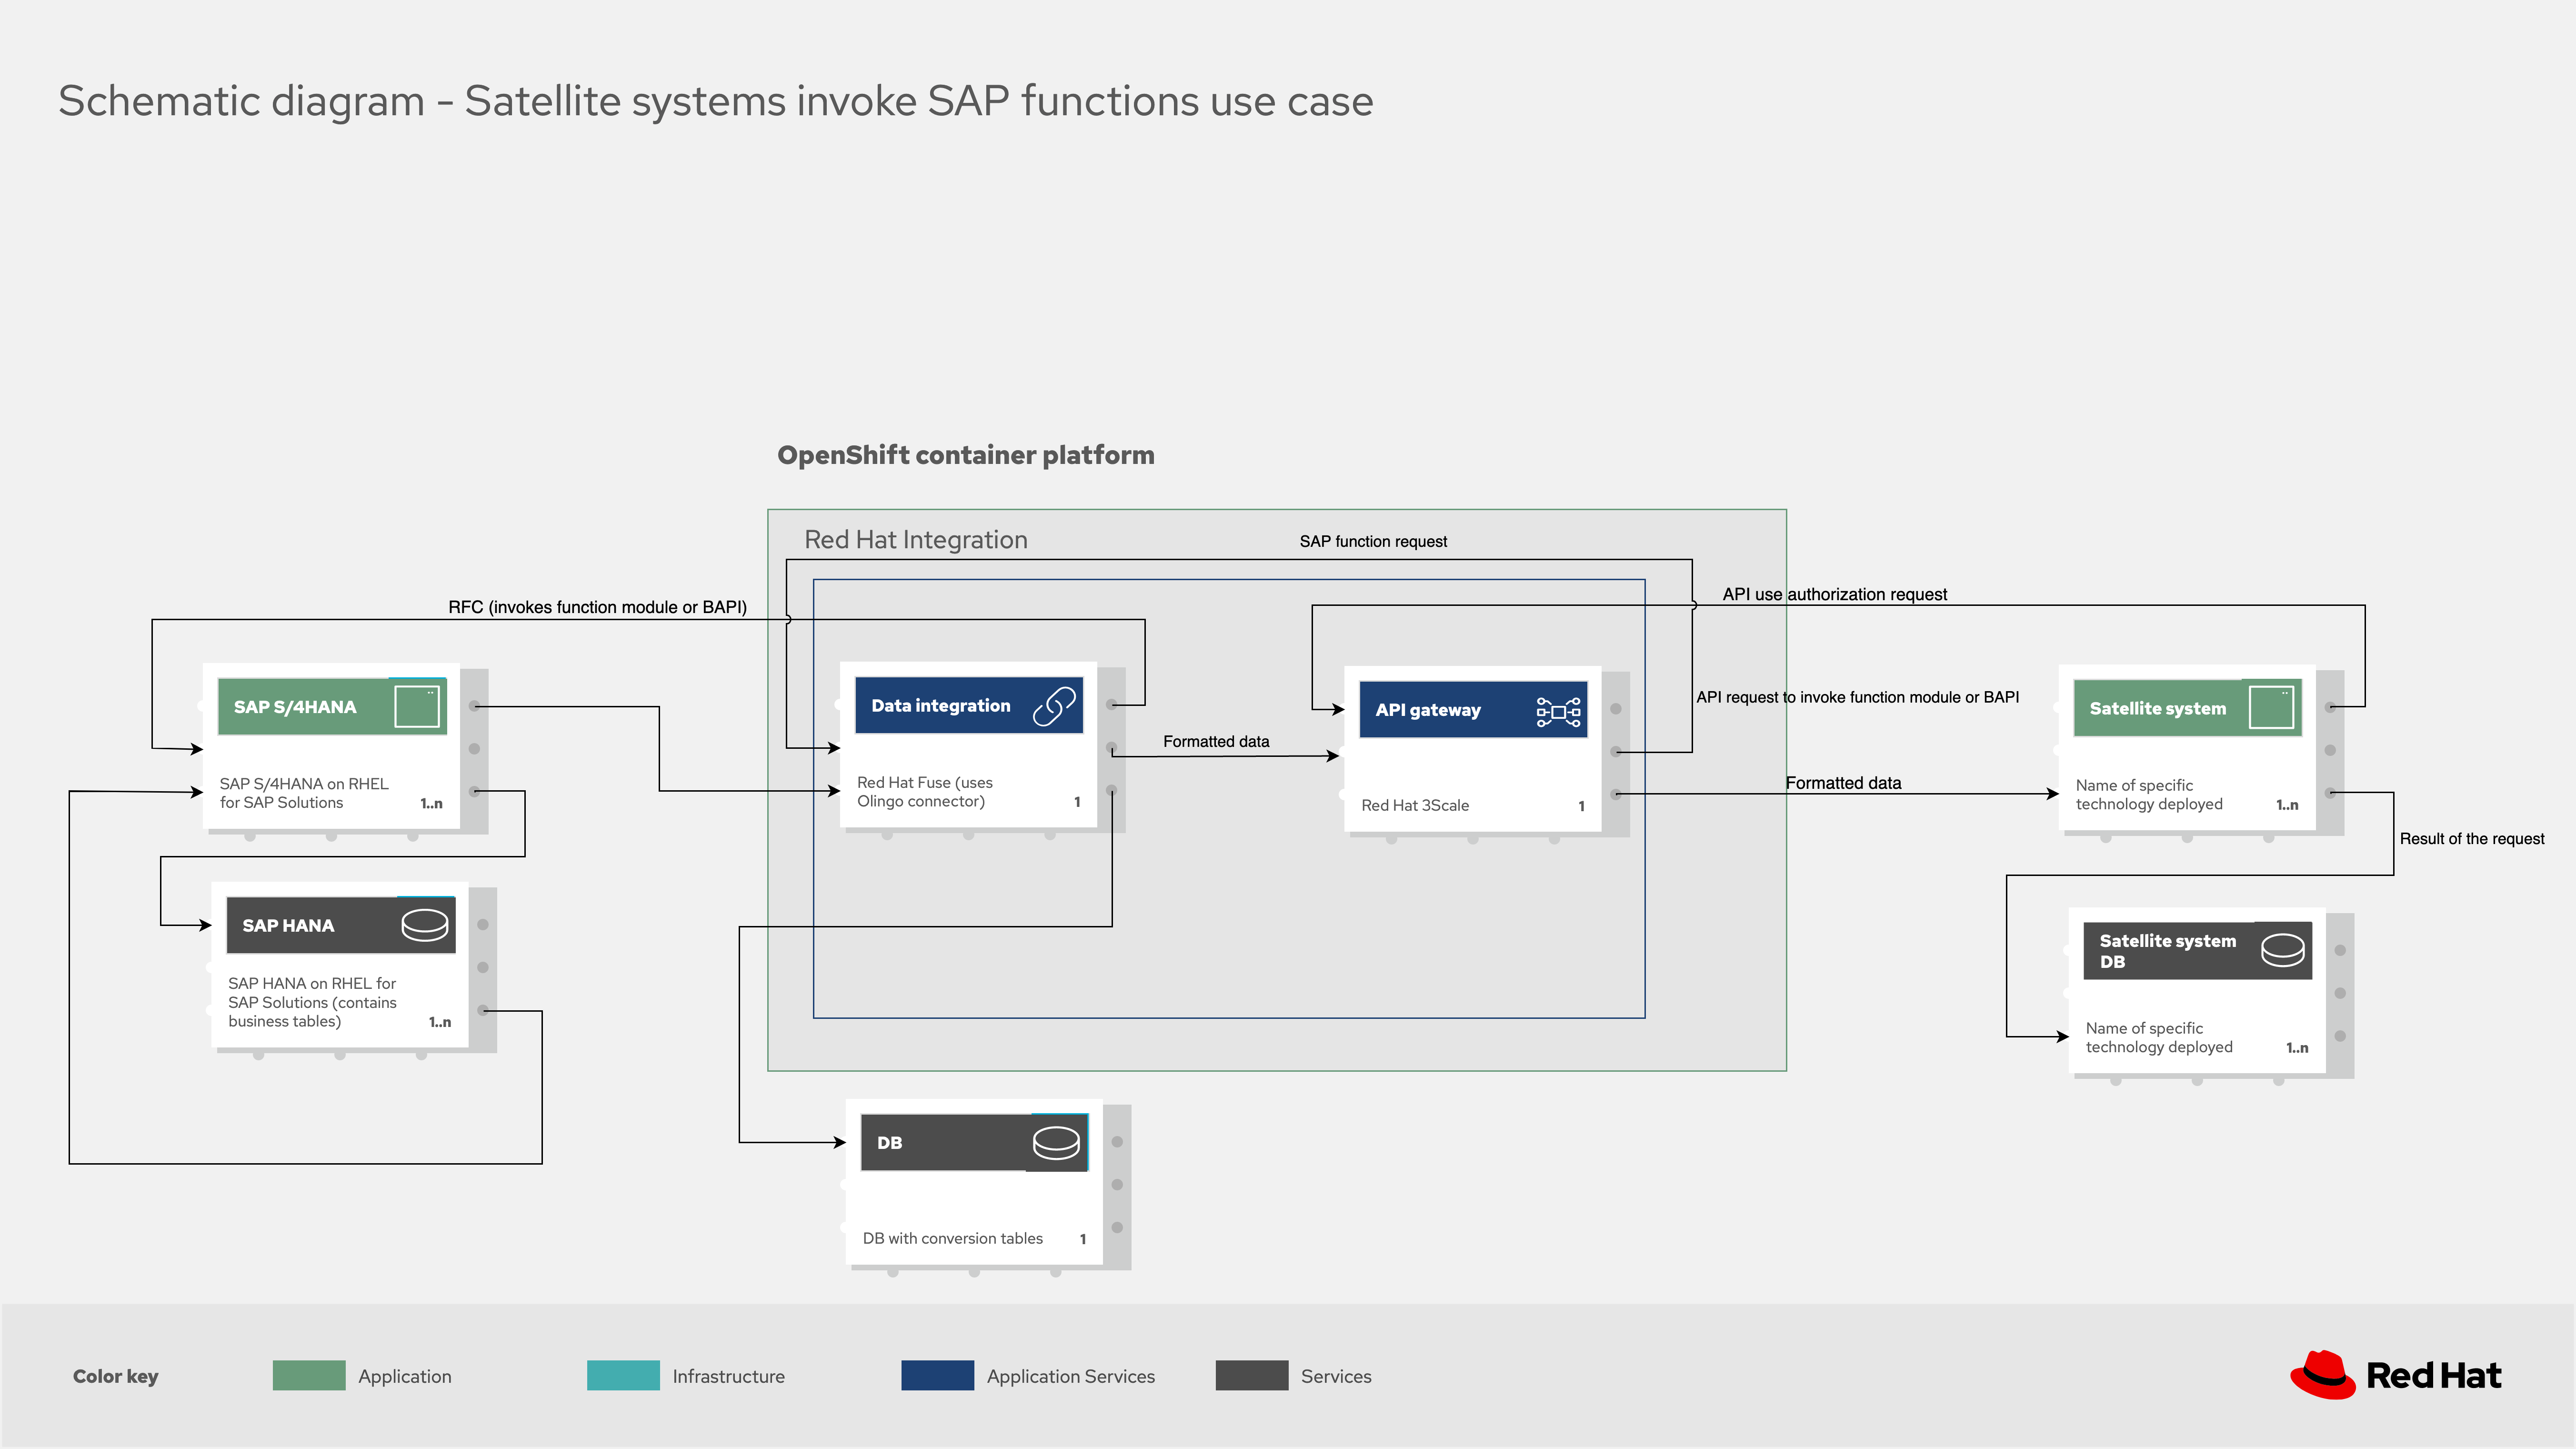 Schematic diagram - Satellite systems invoke SAP functions use case
OpenShift container platform
Red Hat Integration
SAP function request
RFC (invokes function module or BAPI)
API use authorization request
SAP S/4HANA
SAP S/4HANA on RHEL
for SAP Solutions
1..n
Data integration
Red Hat Fuse (uses
Olingo connector)
1
Formatted data
API gateway
Red Hat 3Scale
1
API request to invoke function module or BAPI
Formatted data
Satellite system
Name of specific
technology deployed
1..n
Result of the request
SAP HANA
SAP HANA on RHEL for
SAP Solutions (contains
business tables)
1..n
Satellite system
DB
Name of specific
technology deployed
1..n
DB
DB with conversion tables
1
Color key
Application
Infrastructure
Application Services
Services
Red Hat